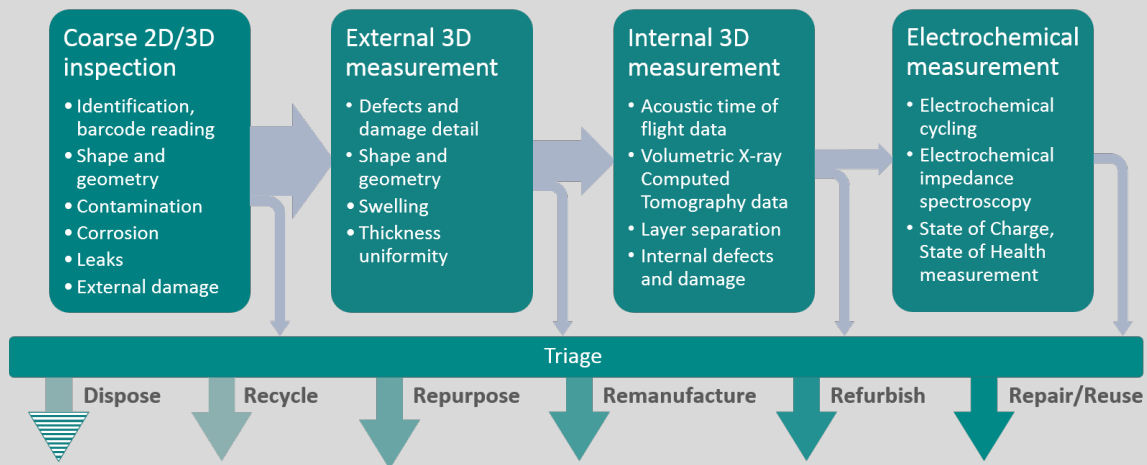 Coarse 2D/3D
inspection
• Identification,
barcode reading
• Shape and
geometry
• Contamination
• Corrosion
• Leaks
• External damage
External 3D
measurement
• Defects and
damage detail
• Shape and
geometry
• Swelling
• Thickness
uniformity
Internal 3D
measurement
• Acoustic time of
flight data
• Volumetric X-ray
Computed
Tomography data
• Layer separation
• Internal defects
and damage
Electrochemical
measurement
• Electrochemical
cycling
• Electrochemical
impedance
spectroscopy
• State of Charge,
State of Health
measurement
Triage
Dispose
Recycle
Repurpose
Remanufacture
Refurbish
Repair/Reuse